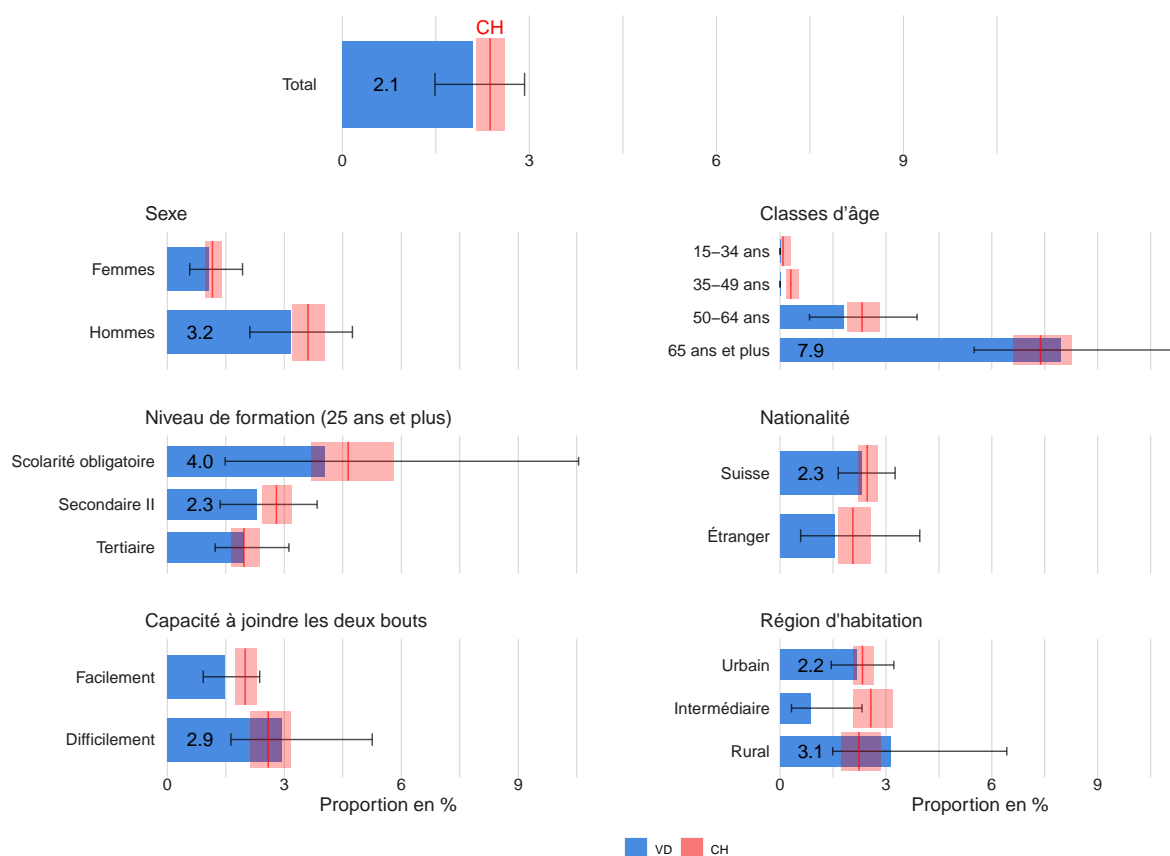 CH
Total
2.1
0 3 6 9
Sexe
Femmes
Hommes
3.2
Classes d'âge
15–34 ans
35–49 ans
50–64 ans
65 ans et plus
7.9
Niveau de formation (25 ans et plus)
Scolarité obligatoire
4.0
Secondaire II
2.3
Tertiaire
Nationalité
Suisse
2.3
Étranger
Capacité à joindre les deux bouts
Facilement
Difficilement
2.9
0 3 6 9
Proportion en %
Région d'habitation
Urbain
2.2
Intermédiaire
Rural
3.1
0 3 6 9
Proportion en %
VD CH